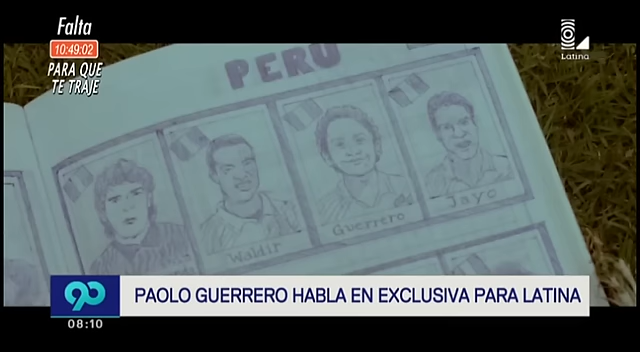 Falta
10:49:02
PARA QUE
TE TRAJE
Latina
PERÚ
Waldir
Guerrero
Jayo
90
PAOLO GUERRERO HABLA EN EXCLUSIVA PARA LATINA
08:10